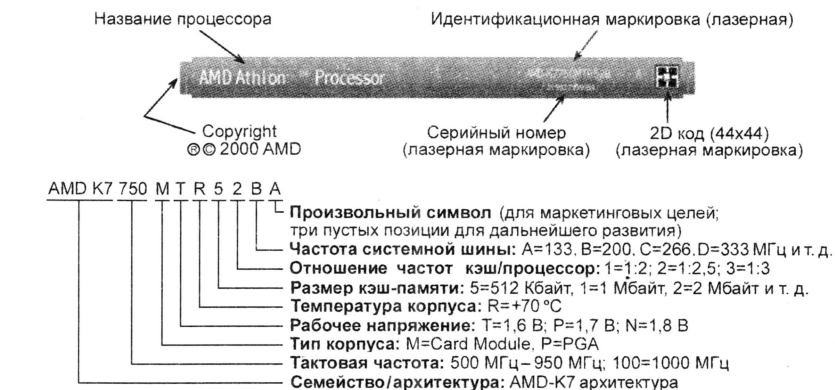 Название процессора
Идентификационная маркировка (лазерная)
AMD Athlon ™ Processor
Copyright
®© 2000 AMD
Серийный номер
(лазерная маркировка)
2D код (44x44)
(лазерная маркировка)
AMD K7 750 M T R 5 2 B A
Произвольный символ (для маркетинговых целей;
три пустых позиции для дальнейшего развития)
Частота системной шины: A=133, B=200, C=266, D=333 МГц и т. д.
Отношение частот кэш/процессор: 1=1:2; 2=1:2,5; 3=1:3
Размер кэш-памяти: 5=512 Кбайт, 1=1 Мбайт, 2=2 Мбайт и т. д.
Температура корпуса: R=+70 °C
Рабочее напряжение: T=1,6 В; P=1,7 В; N=1,8 В
Тип корпуса: M=Card Module, P=PGA
Тактовая частота: 500 МГц–950 МГц; 100=1000 МГц
Семейство/архитектура: AMD-K7 архитектура